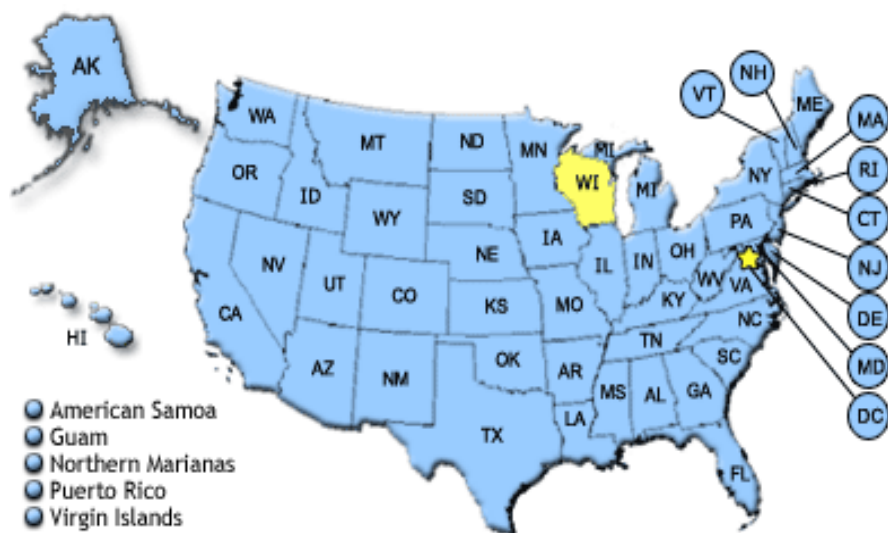 AK
VT
NH
ME
WA
MT
ND
MN
MI
MA
OR
ID
SD
WI
MI
NY
RI
WY
CT
IA
PA
NV
NE
OH
NJ
UT
CO
IL
IN
WV
VA
CA
KS
MO
KY
DE
HI
NC
TN
AZ
NM
OK
AR
SC
MD
MS
AL
GA
TX
LA
DC
FL
American Samoa
Guam
Northern Marianas
Puerto Rico
Virgin Islands